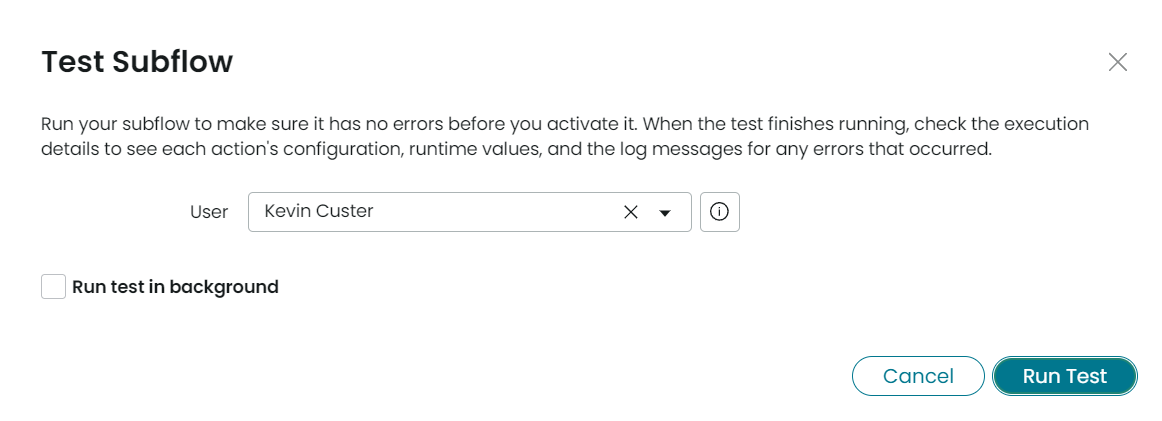 Test Subflow
Run your subflow to make sure it has no errors before you activate it. When the test finishes running, check the execution
details to see each action's configuration, runtime values, and the log messages for any errors that occurred.
User
Kevin Custer
Run test in background
Cancel
Run Test